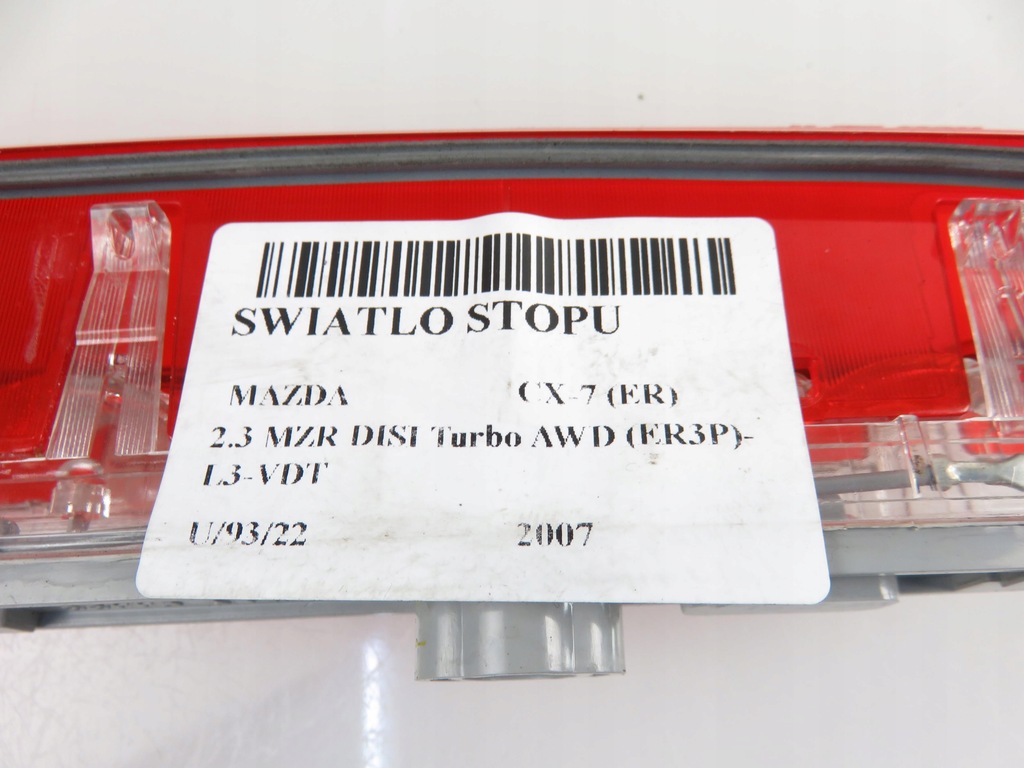 SWIATLO STOPU
MAZDA CX-7 (ER)
2.3 MZR DISI Turbo AWD (ER3P)-
L3-VDT
U/93/22 2007